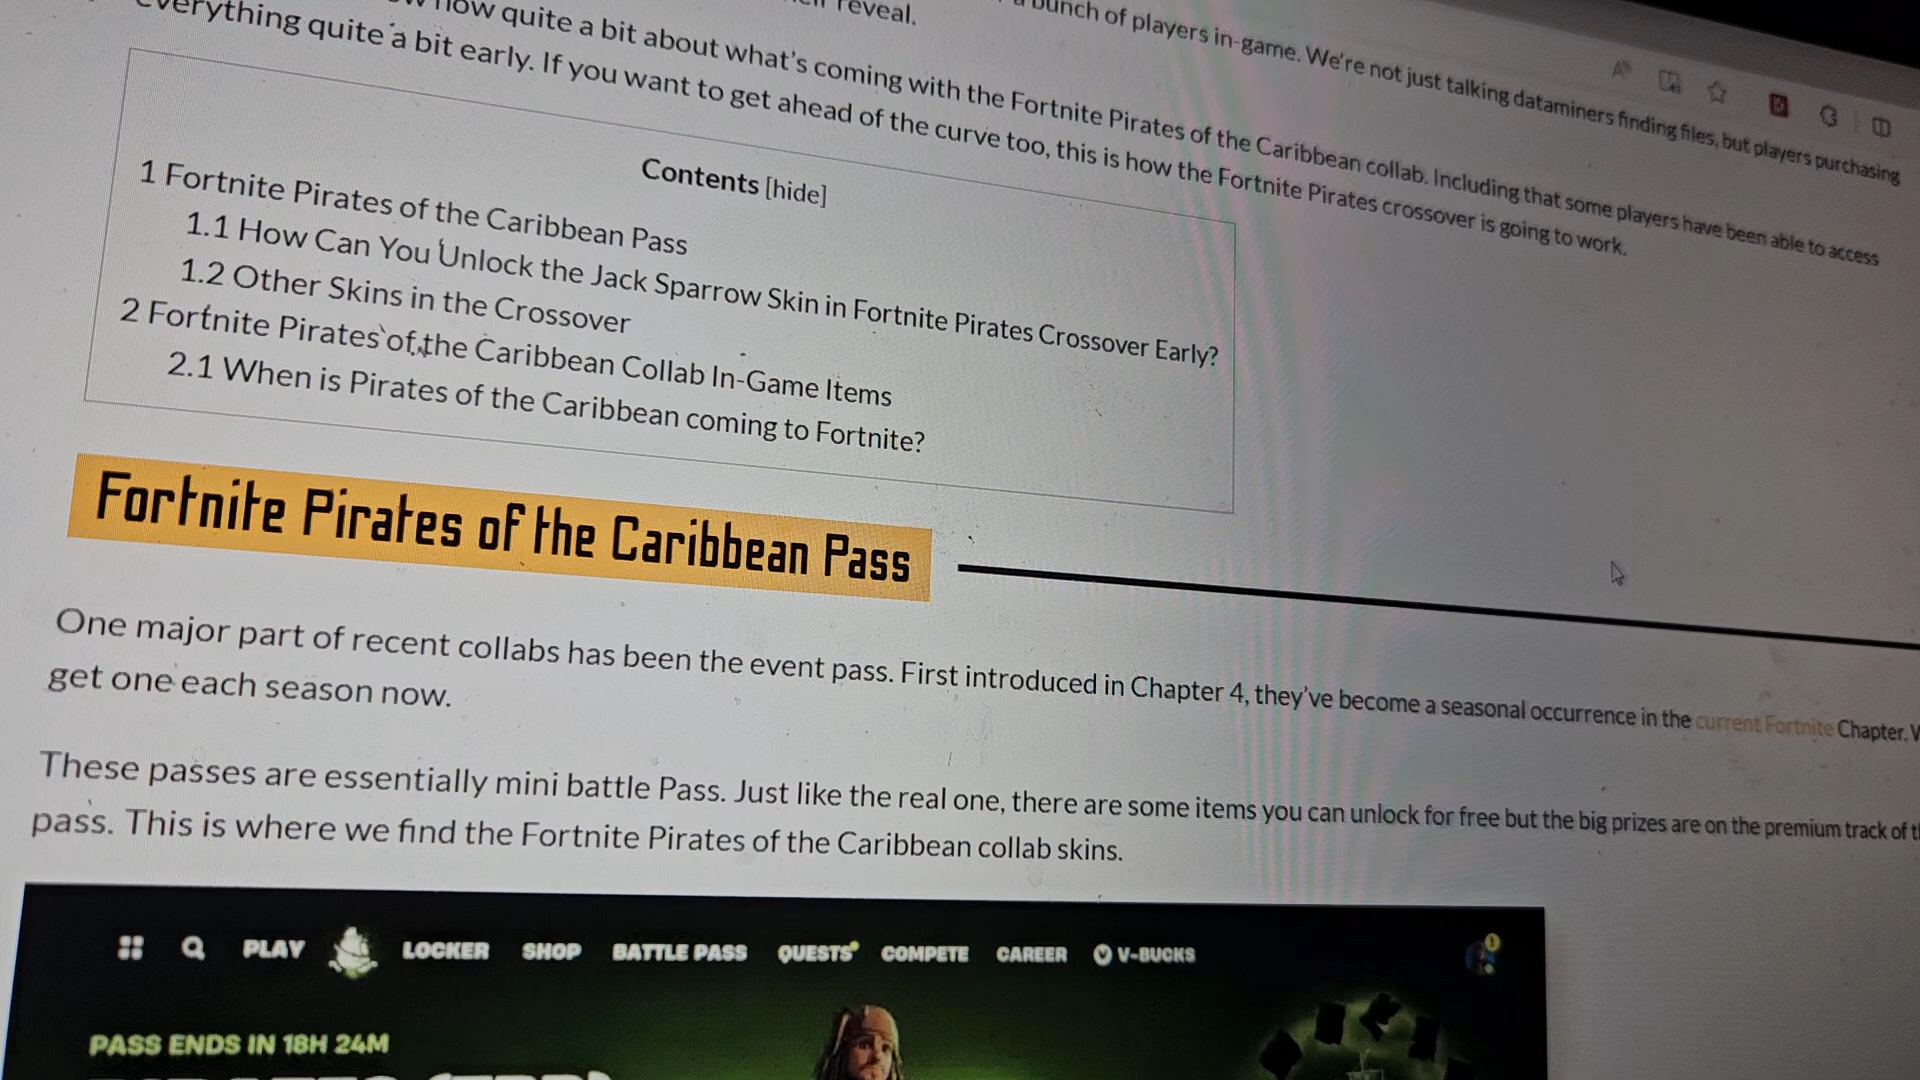 reveal.
bunch of players in-game. We're not just talking dataminers finding files, but players purchasing
now quite a bit about what's coming with the Fortnite Pirates of the Caribbean collab. Including that some players have been able to access
everything quite a bit early. If you want to get ahead of the curve too, this is how the Fortnite Pirates crossover is going to work.
Contents [hide]
1 Fortnite Pirates of the Caribbean Pass
1.1 How Can You Unlock the Jack Sparrow Skin in Fortnite Pirates Crossover Early?
1.2 Other Skins in the Crossover
2 Fortnite Pirates of the Caribbean Collab In-Game Items
2.1 When is Pirates of the Caribbean coming to Fortnite?
Fortnite Pirates of the Caribbean Pass
One major part of recent collabs has been the event pass. First introduced in Chapter 4, they've become a seasonal occurrence in the current Fortnite Chapter.
get one each season now.
These passes are essentially mini battle Pass. Just like the real one, there are some items you can unlock for free but the big prizes are on the premium track of
pass. This is where we find the Fortnite Pirates of the Caribbean collab skins.
PLAY LOCKER SHOP BATTLE PASS QUESTS COMPETE CAREER V-BUCKS
PASS ENDS IN 18H 24M